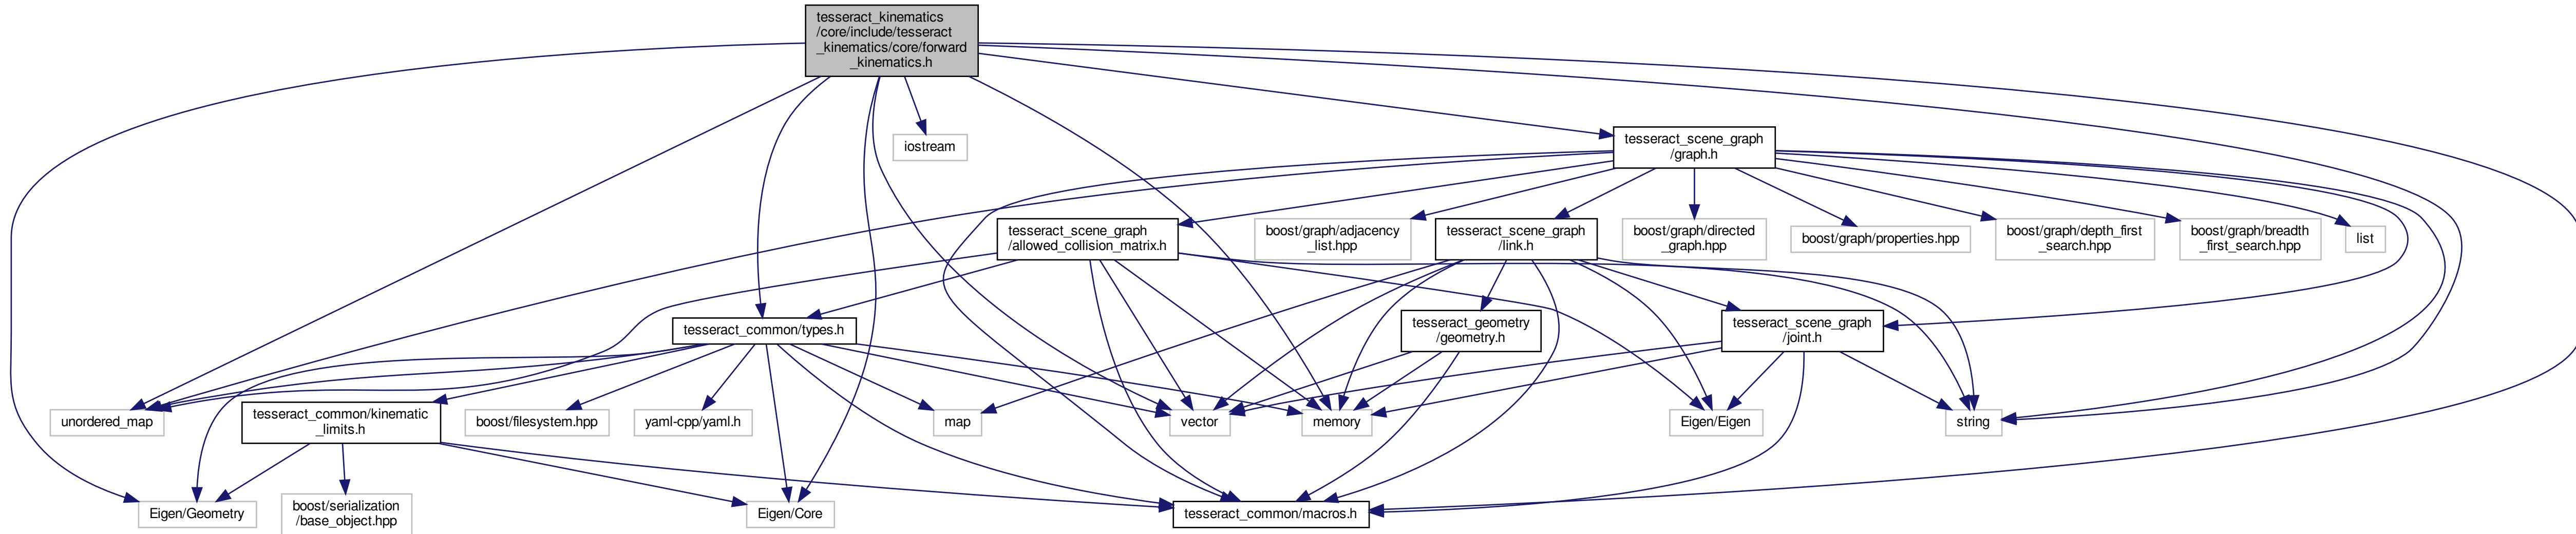 tesseract_kinematics
/core/include/tesseract
_kinematics/core/forward
_kinematics.h
iostream
tesseract_scene_graph
/graph.h
tesseract_scene_graph
/allowed_collision_matrix.h
boost/graph/adjacency
_list.hpp
tesseract_scene_graph
/link.h
boost/graph/directed
_graph.hpp
boost/graph/properties.hpp
boost/graph/depth_first
_search.hpp
boost/graph/breadth
_first_search.hpp
list
tesseract_common/types.h
tesseract_geometry
/geometry.h
tesseract_scene_graph
/joint.h
unordered_map
tesseract_common/kinematic
_limits.h
boost/filesystem.hpp
yaml-cpp/yaml.h
map
vector
memory
Eigen/Eigen
string
Eigen/Geometry
boost/serialization
/base_object.hpp
Eigen/Core
tesseract_common/macros.h